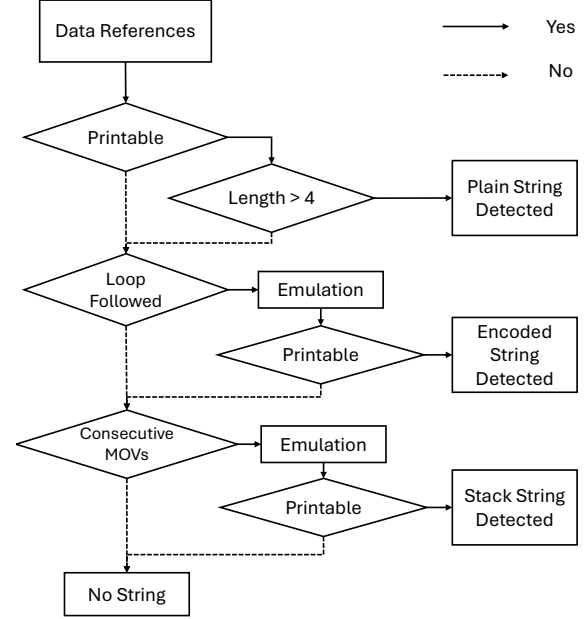 Data References
Yes
No
Printable
Length > 4
Plain String
Detected
Loop
Followed
Emulation
Printable
Encoded
String
Detected
Consecutive
MOVs
Emulation
Printable
Stack String
Detected
No String